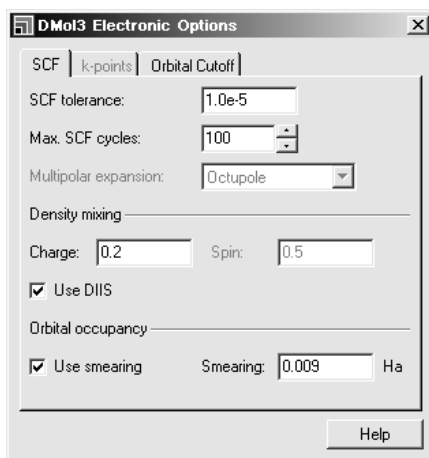 DMol3 Electronic Options
SCF k-points Orbital Cutoff
SCF tolerance: 1.0e-5
Max. SCF cycles: 100
Multipolar expansion: Octupole
Density mixing
Charge: 0.2 Spin: 0.5
Use DIIS
Orbital occupancy
Use smearing Smearing: 0.009 Ha
Help